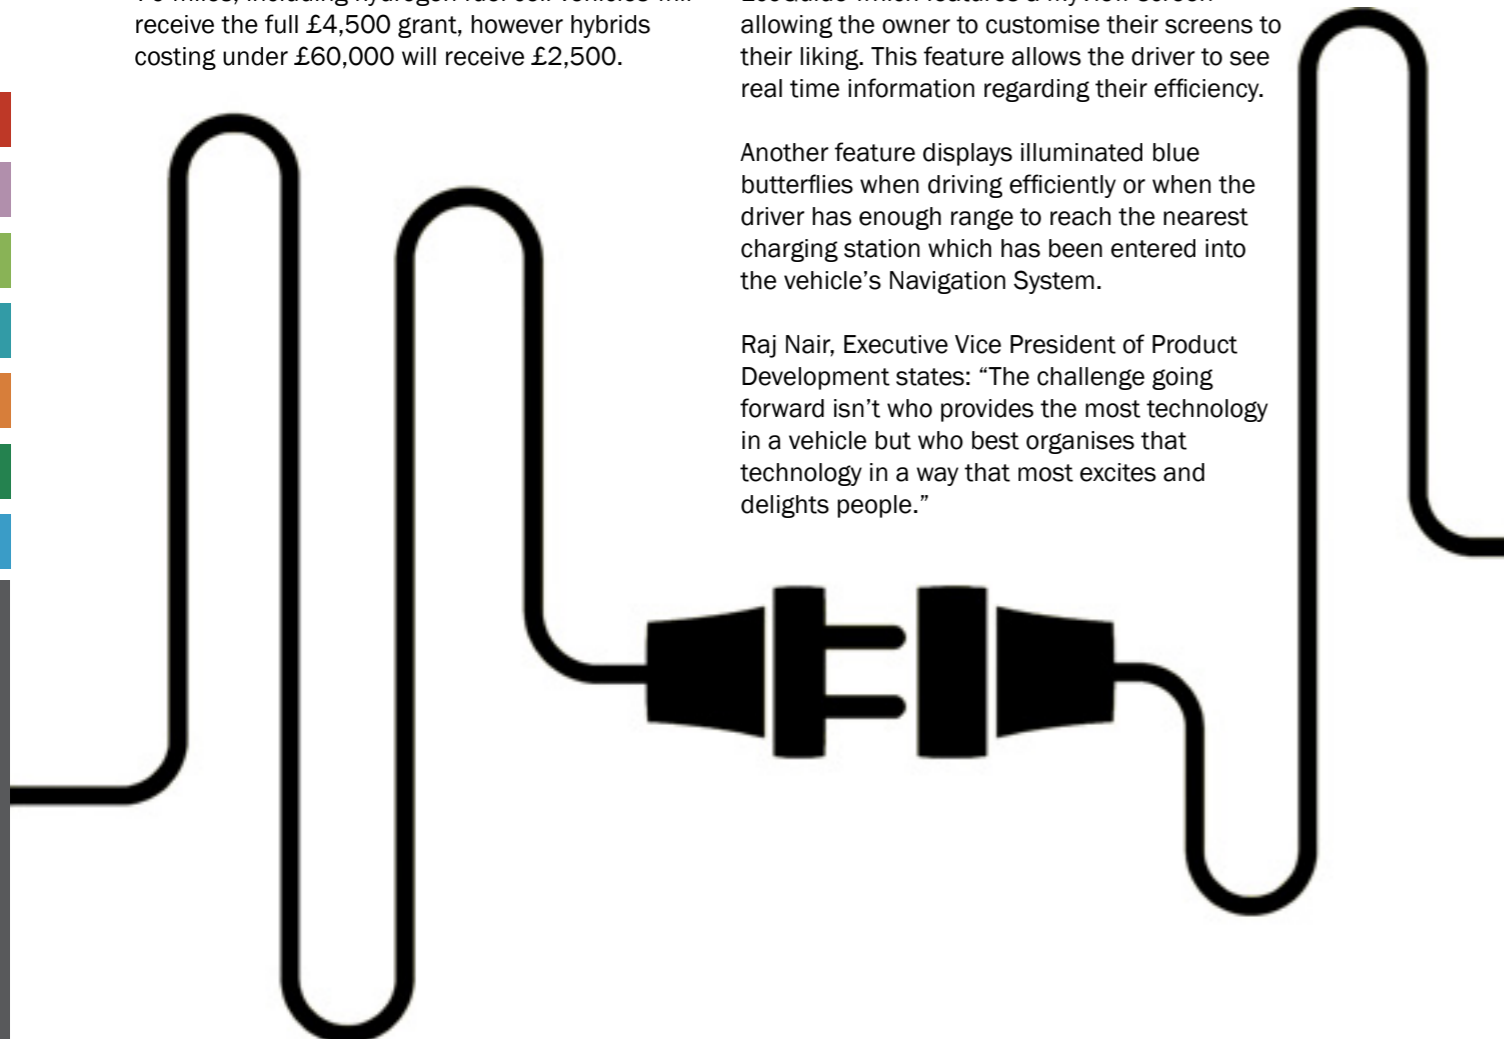 receive the full £4,500 grant, however hybrids
costing under £60,000 will receive £2,500.
allowing the owner to customise their screens to
their liking. This feature allows the driver to see
real time information regarding their efficiency.
Another feature displays illuminated blue
butterflies when driving efficiently or when the
driver has enough range to reach the nearest
charging station which has been entered into
the vehicle’s Navigation System.
Raj Nair, Executive Vice President of Product
Development states: “The challenge going
forward isn’t who provides the most technology
in a vehicle but who best organises that
technology in a way that most excites and
delights people.”